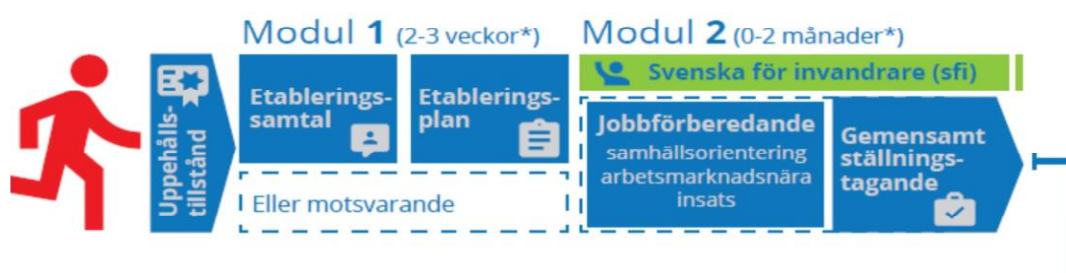 Modul 1 (2-3 veckor*)
Modul 2 (0-2 månader*)
Uppehålls-
tillstånd
Etablerings-
samtal
Etablerings-
plan
Eller motsvarande
Svenska för invandrare (sfi)
Jobbförberedande
samhällsorientering
arbetsmarknadsnära
insats
Gemensamt
ställnings-
tagande